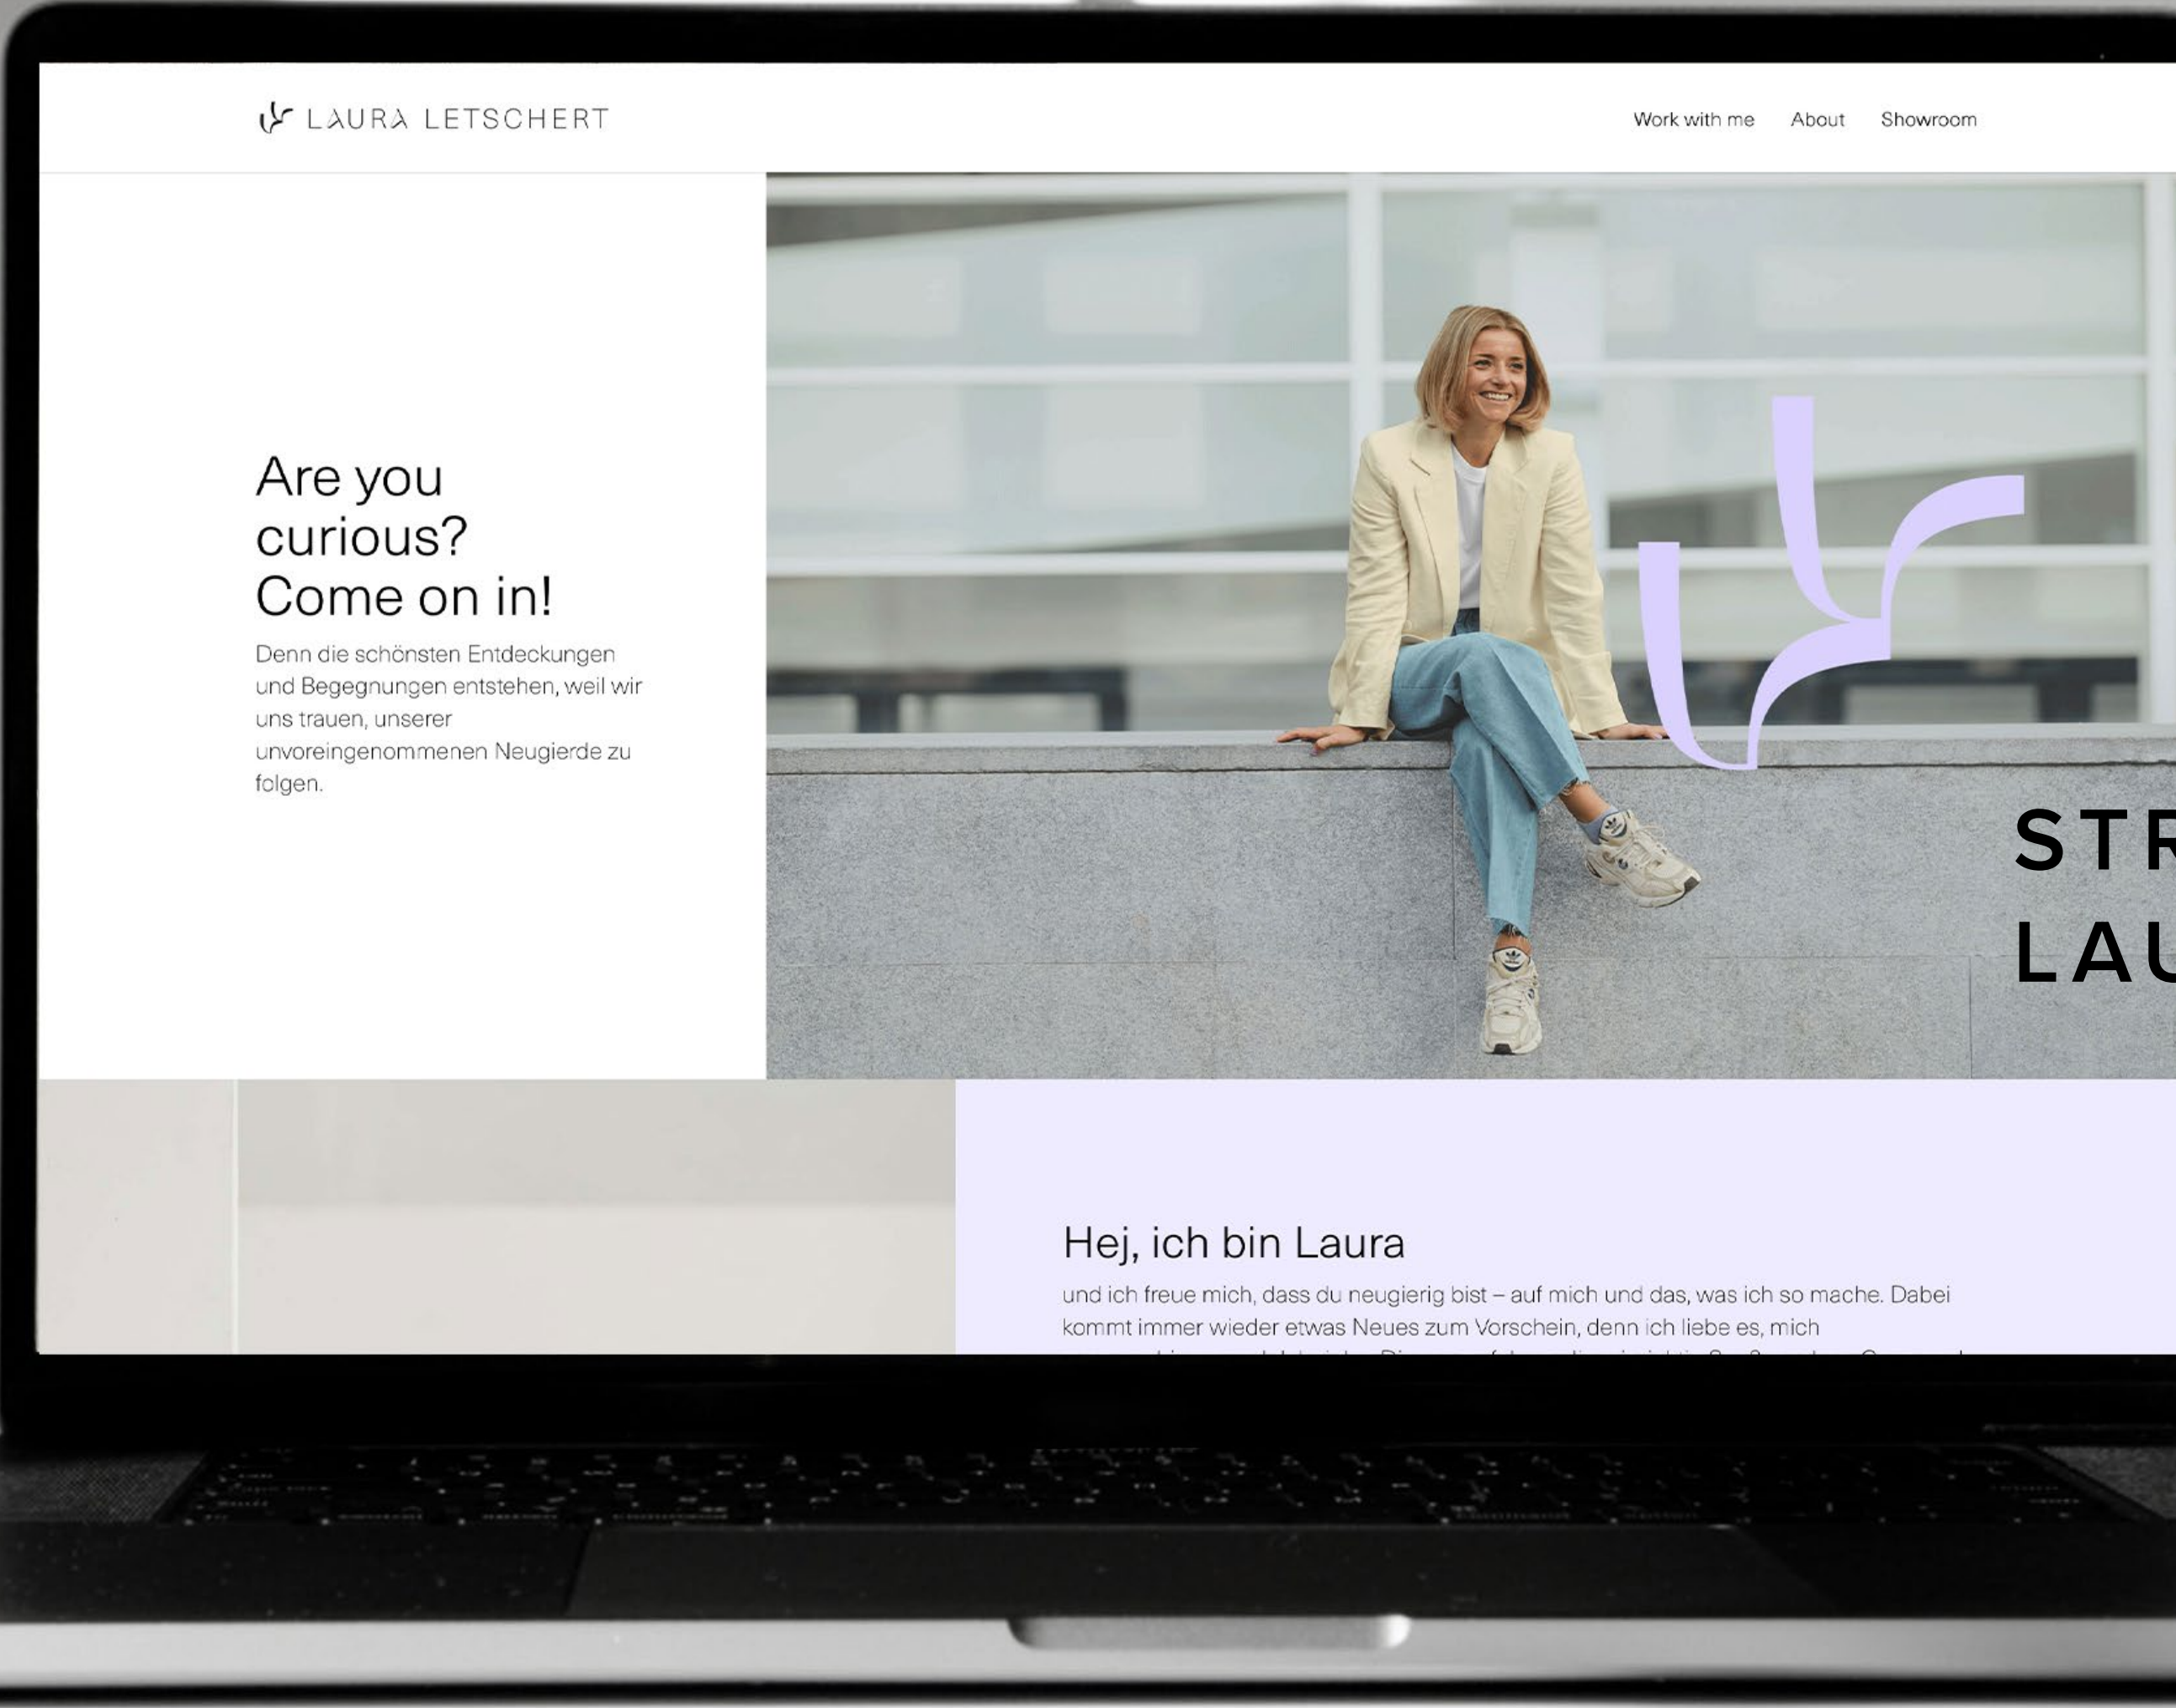 LAURA LETSCHERT
Work with me
About
Showroom
Are you
curious?
Come on in!
Denn die schönsten Entdeckungen
und Begegnungen entstehen, weil wir
uns trauen, unserer
unvoreingenommenen Neugierde zu
folgen.
STR
LAU
Hej, ich bin Laura
und ich freue mich, dass du neugierig bist – auf mich und das, was ich so mache. Dabei
kommt immer wieder etwas Neues zum Vorschein, denn ich liebe es, mich